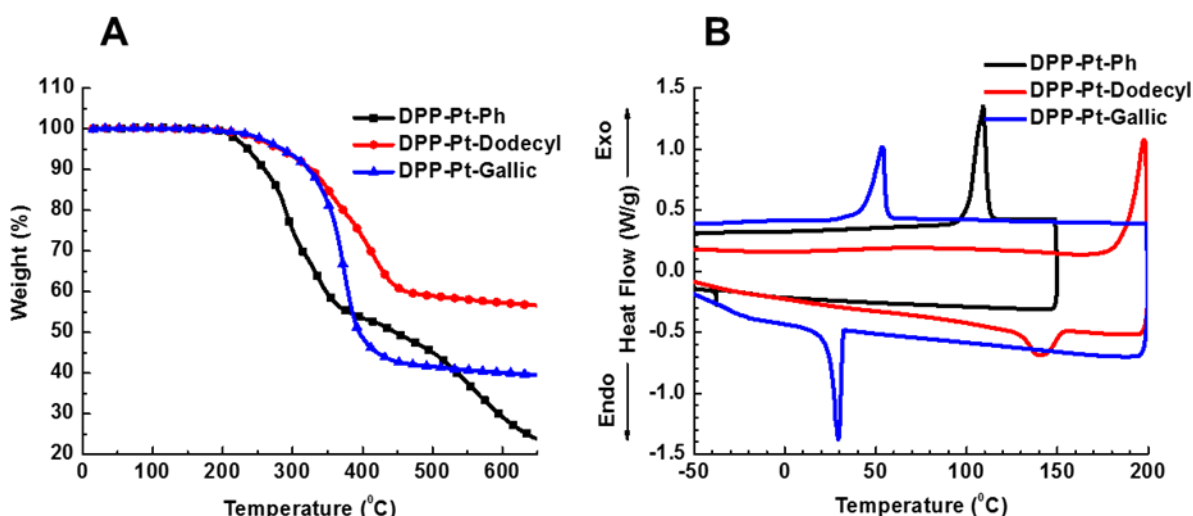 A
110
100
90
80
70
60
50
40
30
20
Weight (%)
0
100
200
300
400
500
600
Temperature (⁰C)
DPP-Pt-Ph
DPP-Pt-Dodecyl
DPP-Pt-Gallic
B
DPP-Pt-Ph
DPP-Pt-Dodecyl
DPP-Pt-Gallic
1.5
1.0
0.5
0.0
-0.5
-1.0
-1.5
Endo
Heat Flow (W/g)
Exo
-50
0
50
100
150
200
Temperature (⁰C)